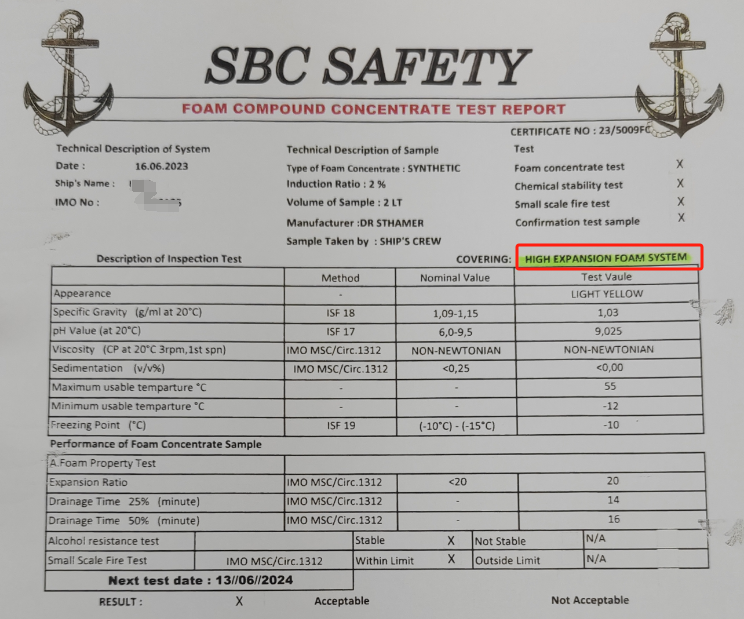 SBC SAFETY
FOAM COMPOUND CONCENTRATE TEST REPORT
CERTIFICATE NO : 23/5009FC
Technical Description of System
Date : 16.06.2023
Ship's Name :
IMO No :
Technical Description of Sample
Type of Foam Concentrate : SYNTHETIC
Induction Ratio : 2 %
Volume of Sample : 2 LT
Manufacturer :DR STHAMER
Sample Taken by : SHIP'S CREW
Test
Foam concentrate test X
Chemical stability test X
Small scale fire test X
Confirmation test sample X
Description of Inspection Test COVERING: HIGH EXPANSION FOAM SYSTEM
Method Nominal Value Test Vaule
Appearance - LIGHT YELLOW
Specific Gravity (g/ml at 20°C) ISF 18 1,09-1,15 1,03
pH Value (at 20°C) ISF 17 6,0-9,5 9,025
Viscosity (CP at 20°C 3rpm,1st spn) IMO MSC/Circ.1312 NON-NEWTONIAN NON-NEWTONIAN
Sedimentation (v/v%) IMO MSC/Circ.1312 <0,25 <0,00
Maximum usable temparture °C - - 55
Minimum usable temparture °C - - -12
Freezing Point (°C) ISF 19 (-10°C) - (-15°C) -10
Performance of Foam Concentrate Sample
A.Foam Property Test
Expansion Ratio IMO MSC/Circ.1312 <20 20
Drainage Time 25% (minute) IMO MSC/Circ.1312 - 14
Drainage Time 50% (minute) IMO MSC/Circ.1312 - 16
Alcohol resistance test Stable X Not Stable N/A
Small Scale Fire Test IMO MSC/Circ.1312 Within Limit X Outside Limit N/A
Next test date : 13//06//2024
RESULT : X Acceptable Not Acceptable